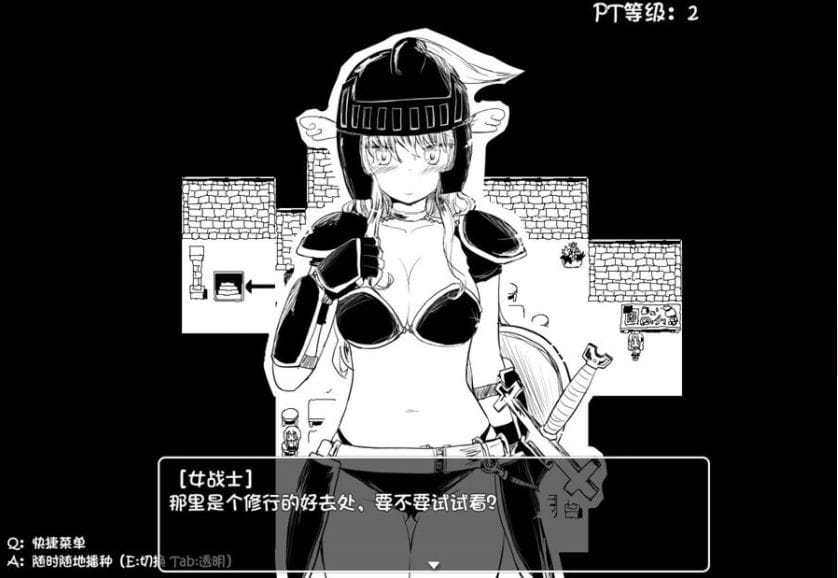 PT等级：2
[女战士]
那里是个修行的好去处，要不要试试看？
Q：快捷菜单
A：随时随地播种（E:切换 Tab:透明）